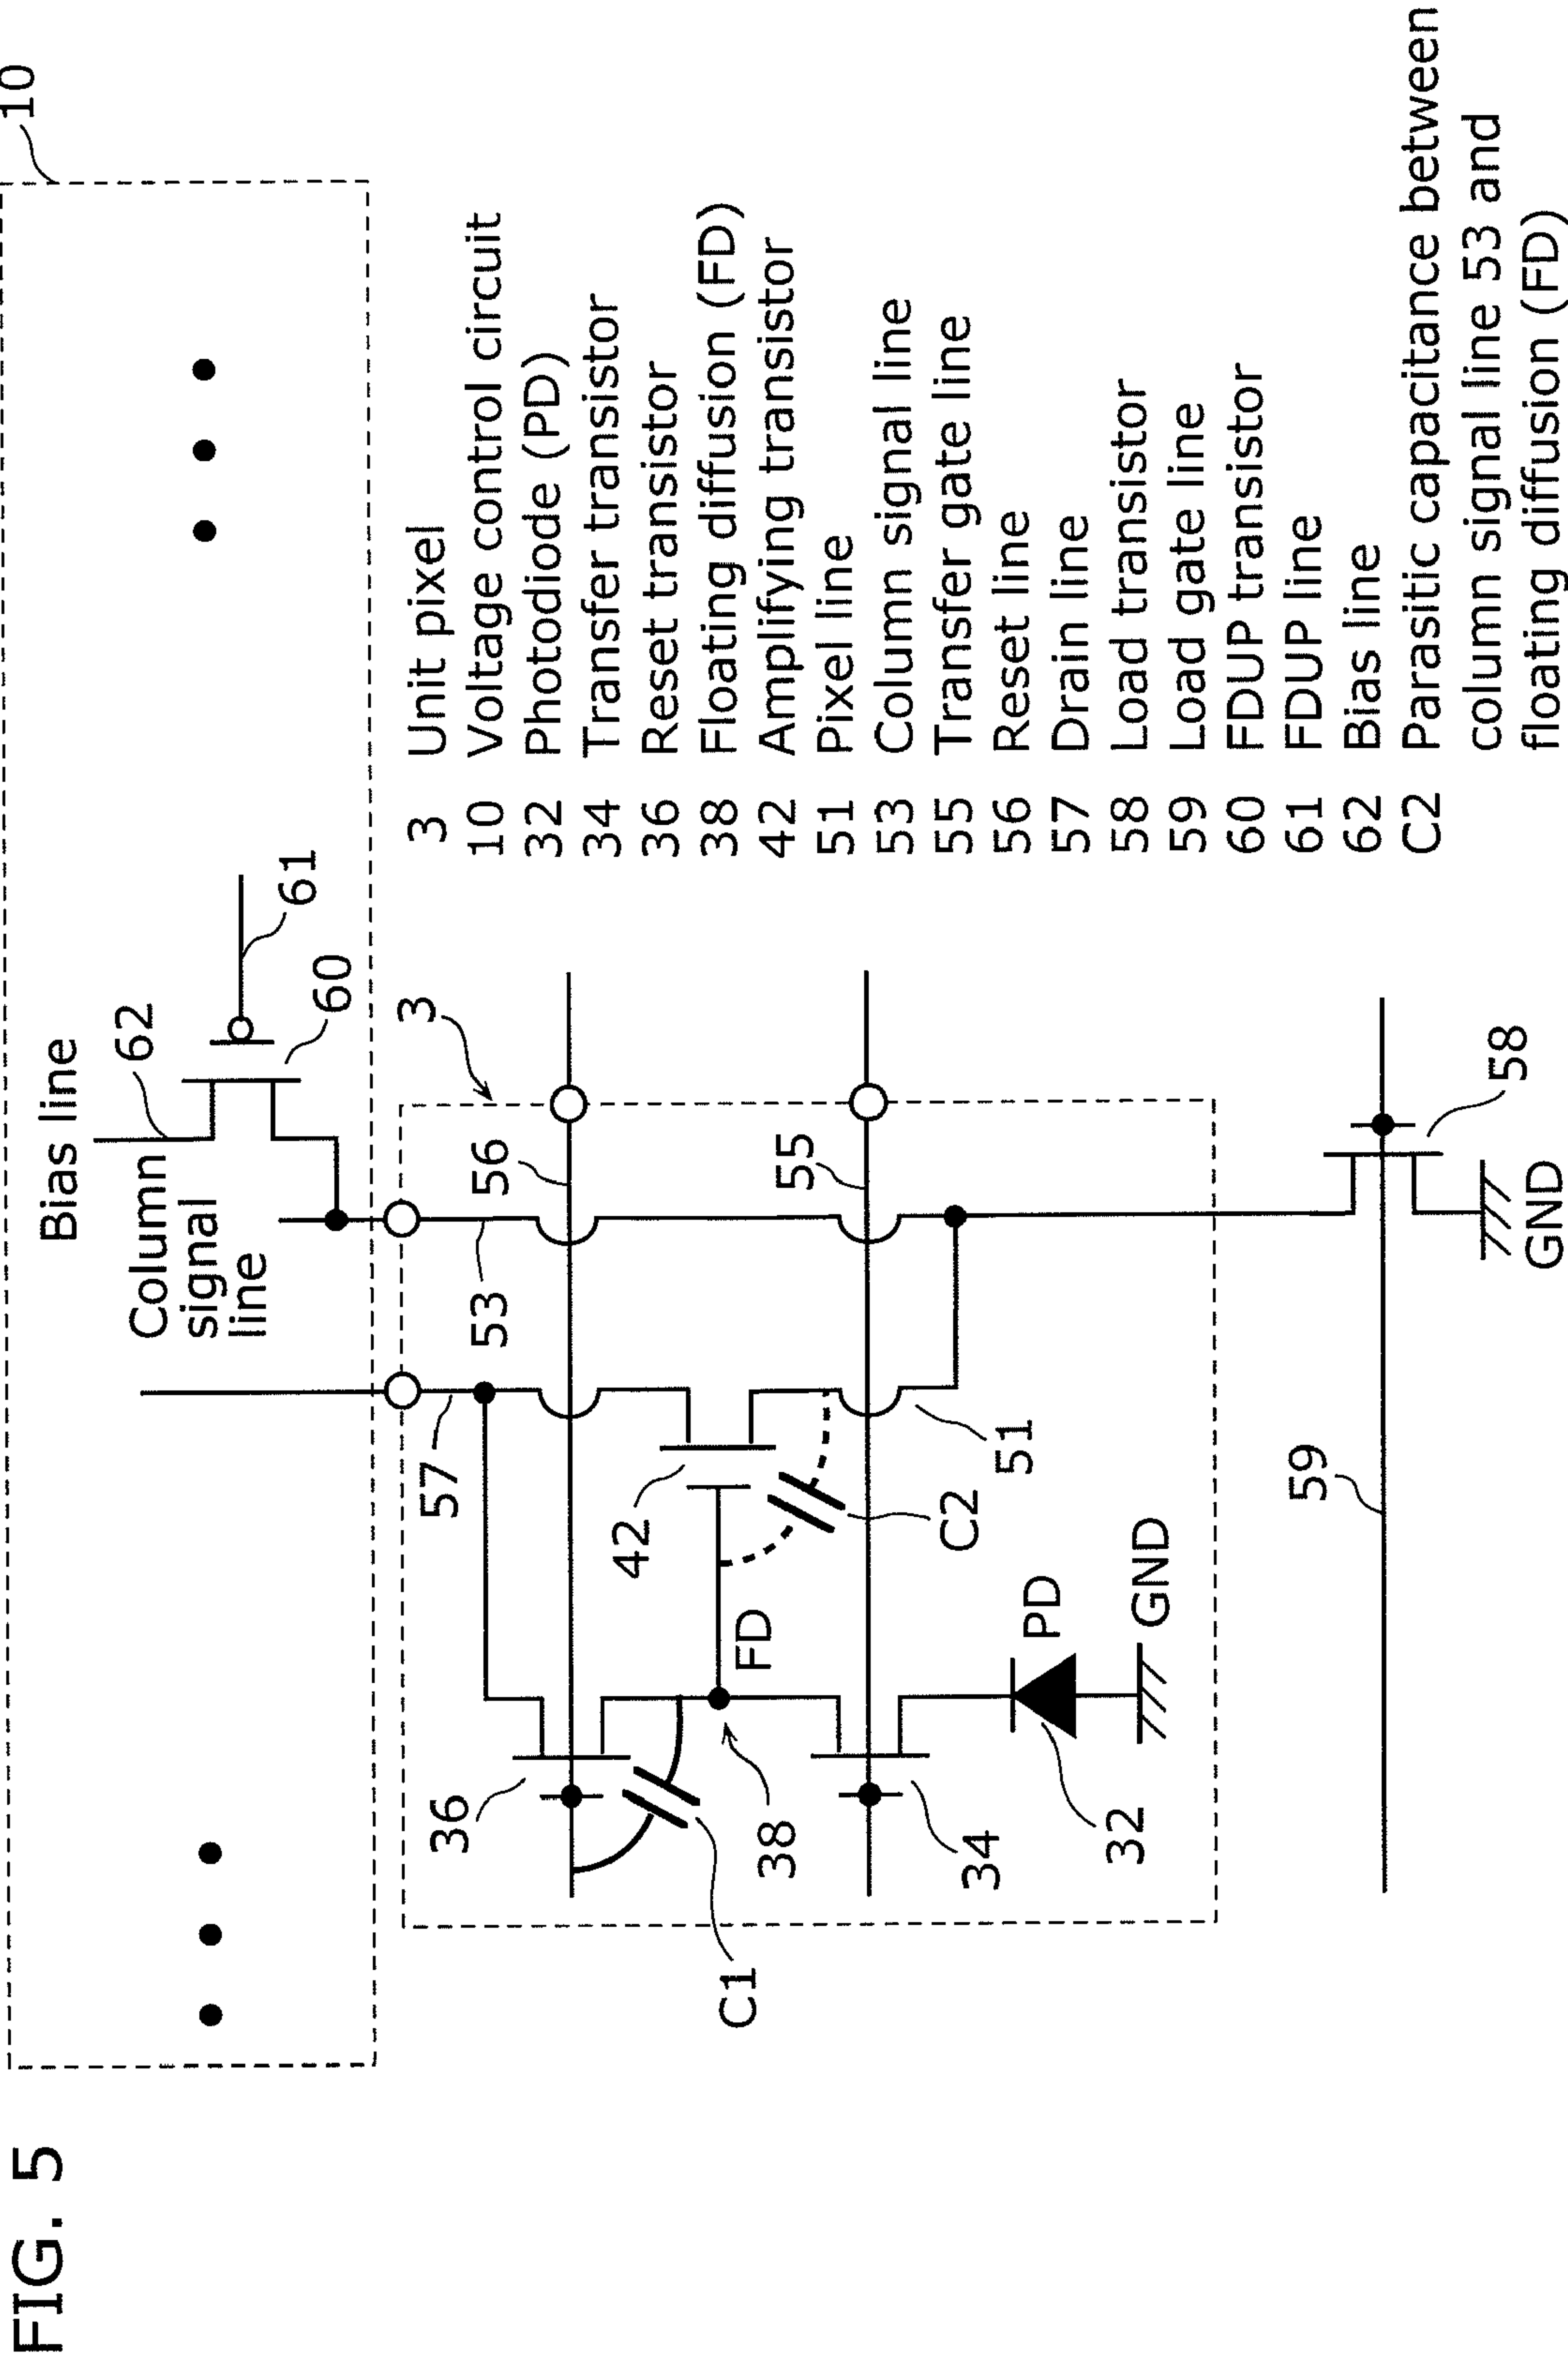 FIG. 5
10
Bias line
62
Column
signal
line
61
60
3
57
53
56
55
36
42
FD
C1
38
34
C2
51
PD
32
GND
59
58
GND
3 Unit pixel
10 Voltage control circuit
32 Photodiode (PD)
34 Transfer transistor
36 Reset transistor
38 Floating diffusion (FD)
42 Amplifying transistor
51 Pixel line
53 Column signal line
55 Transfer gate line
56 Reset line
57 Drain line
58 Load transistor
59 Load gate line
60 FDUP transistor
61 FDUP line
62 Bias line
C2 Parasitic capacitance between
column signal line 53 and
floating diffusion (FD)